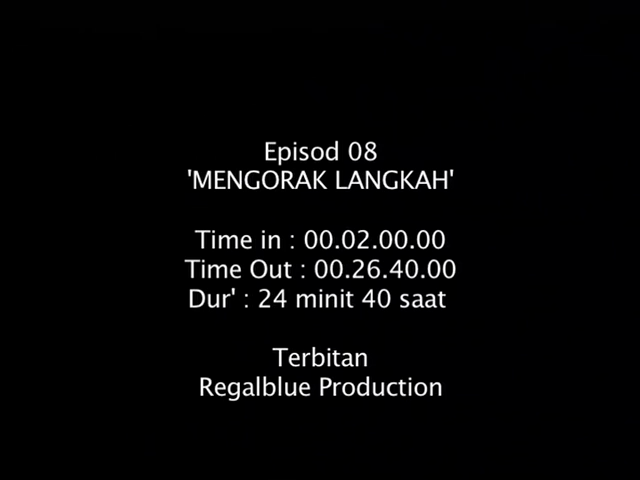 Episod 08
'MENGORAK LANGKAH'
Time in : 00.02.00.00
Time Out : 00.26.40.00
Dur' : 24 minit 40 saat
Terbitan
Regalblue Production